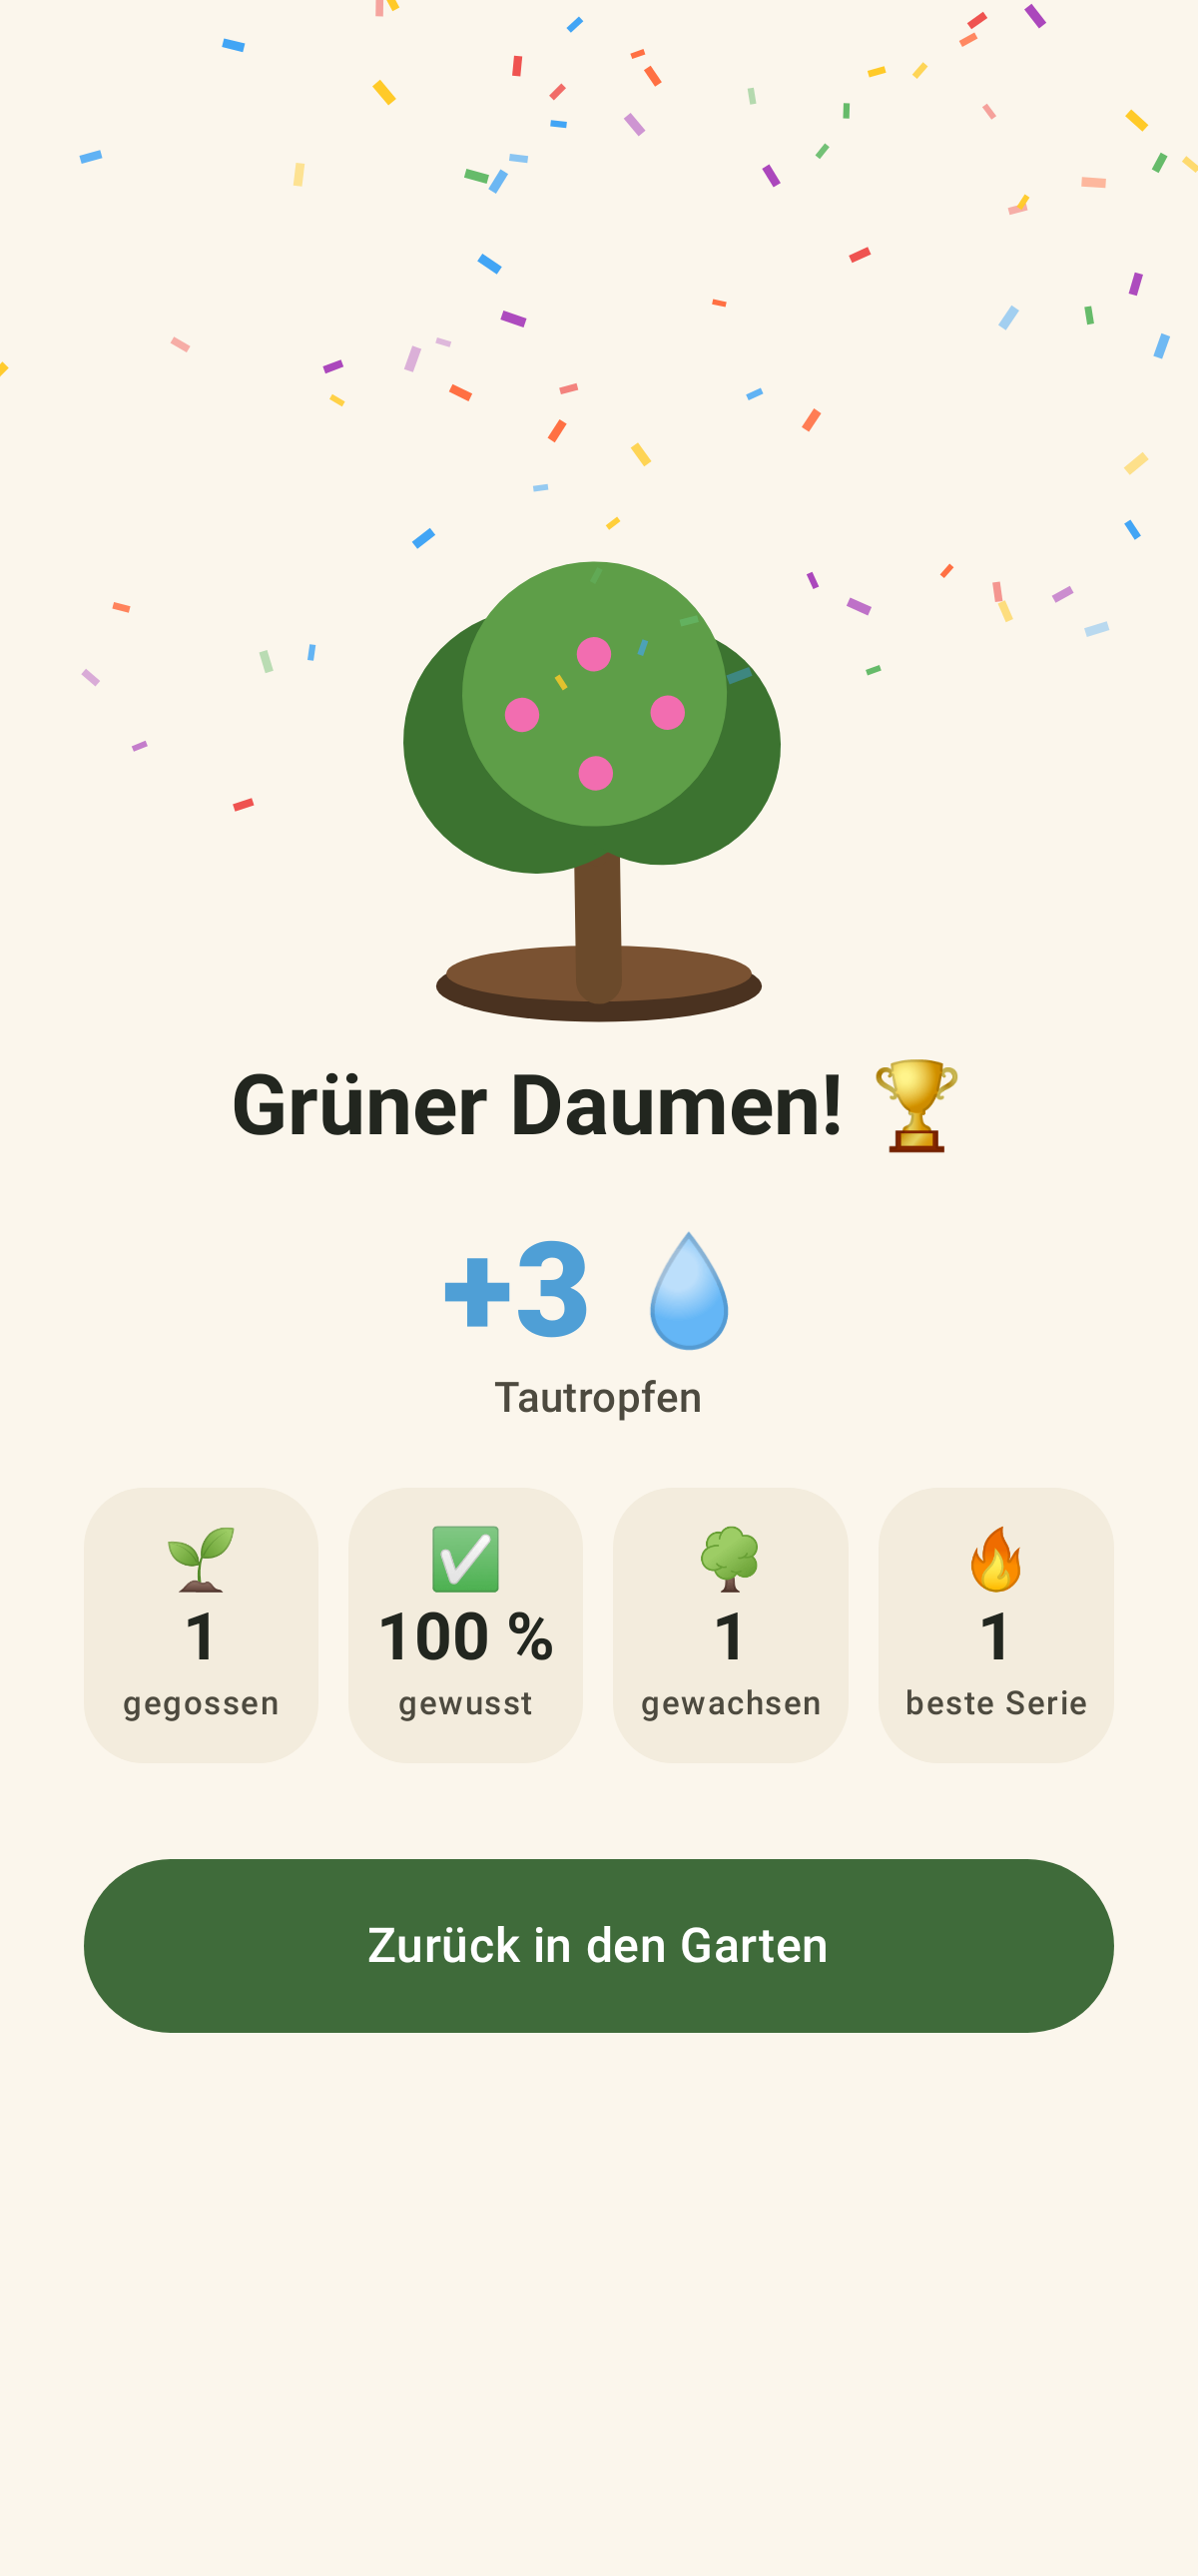 Grüner Daumen! 🏆
+3 💧
Tautropfen
1
gegossen
100 %
gewusst
1
gewachsen
1
beste Serie
Zurück in den Garten